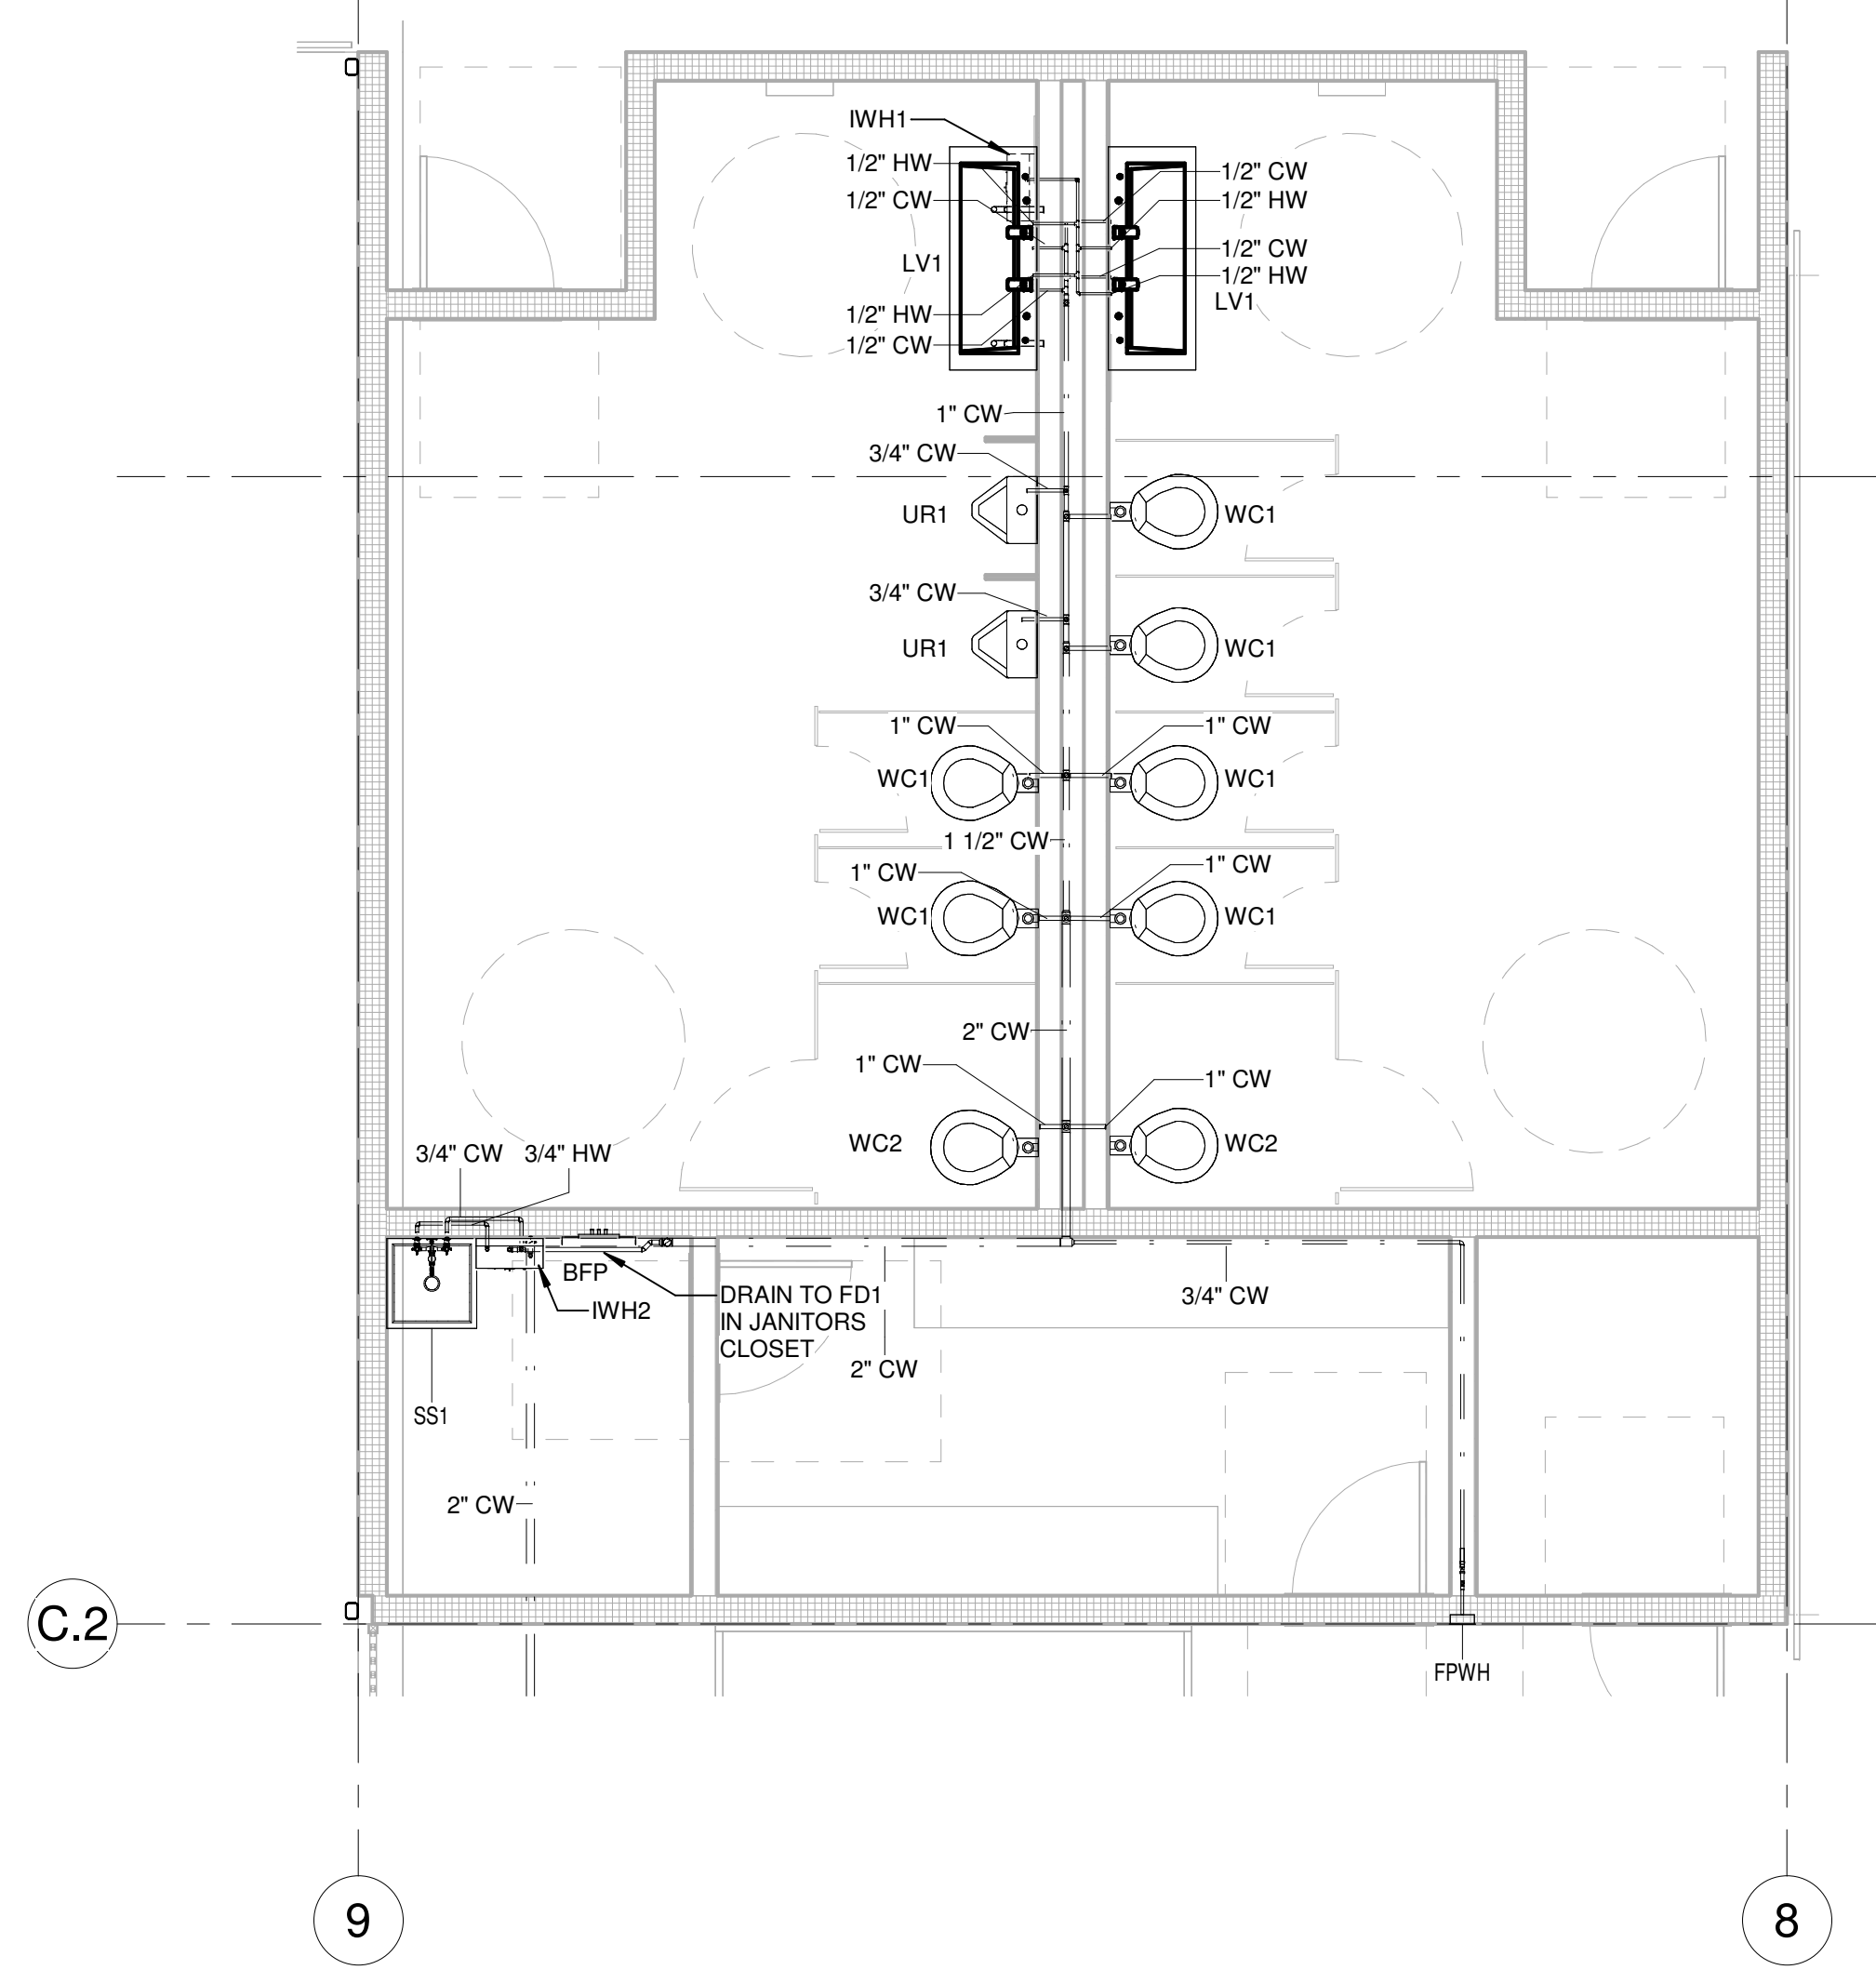 IWH1
1/2" HW
1/2" CW
1/2" CW
1/2" HW
LV1
1/2" CW
1/2" HW
LV1
1/2" HW
1/2" CW
1" CW
3/4" CW
UR1
WC1
3/4" CW
UR1
WC1
1" CW
1" CW
WC1
WC1
1 1/2" CW
1" CW
1" CW
WC1
WC1
2" CW
1" CW
1" CW
WC2
WC2
3/4" CW
3/4" HW
BFP
IWH2
DRAIN TO FD1
IN JANITORS
CLOSET
3/4" CW
2" CW
SS1
2" CW
C.2
FPWH
9
8